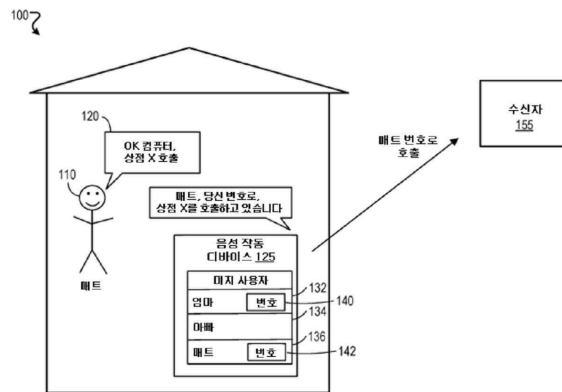 100
120
OK 컴퓨터,
상점 X 호출
110
매트
매트, 당신 번호로,
상점 X를 호출하고 있습니다
음성 작동
디바이스 125
미지 사용자
132
엄마 번호
140
134
아빠
136
매트 번호
142
매트 번호로
호출
수신자
155